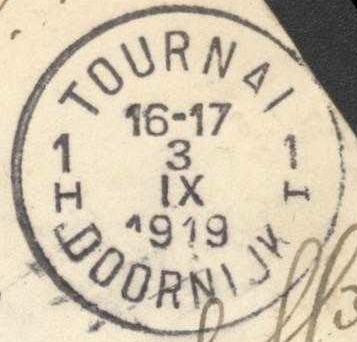 TOURNAI
16-17
1 3 1
H IX H
1919
DOORNIJK